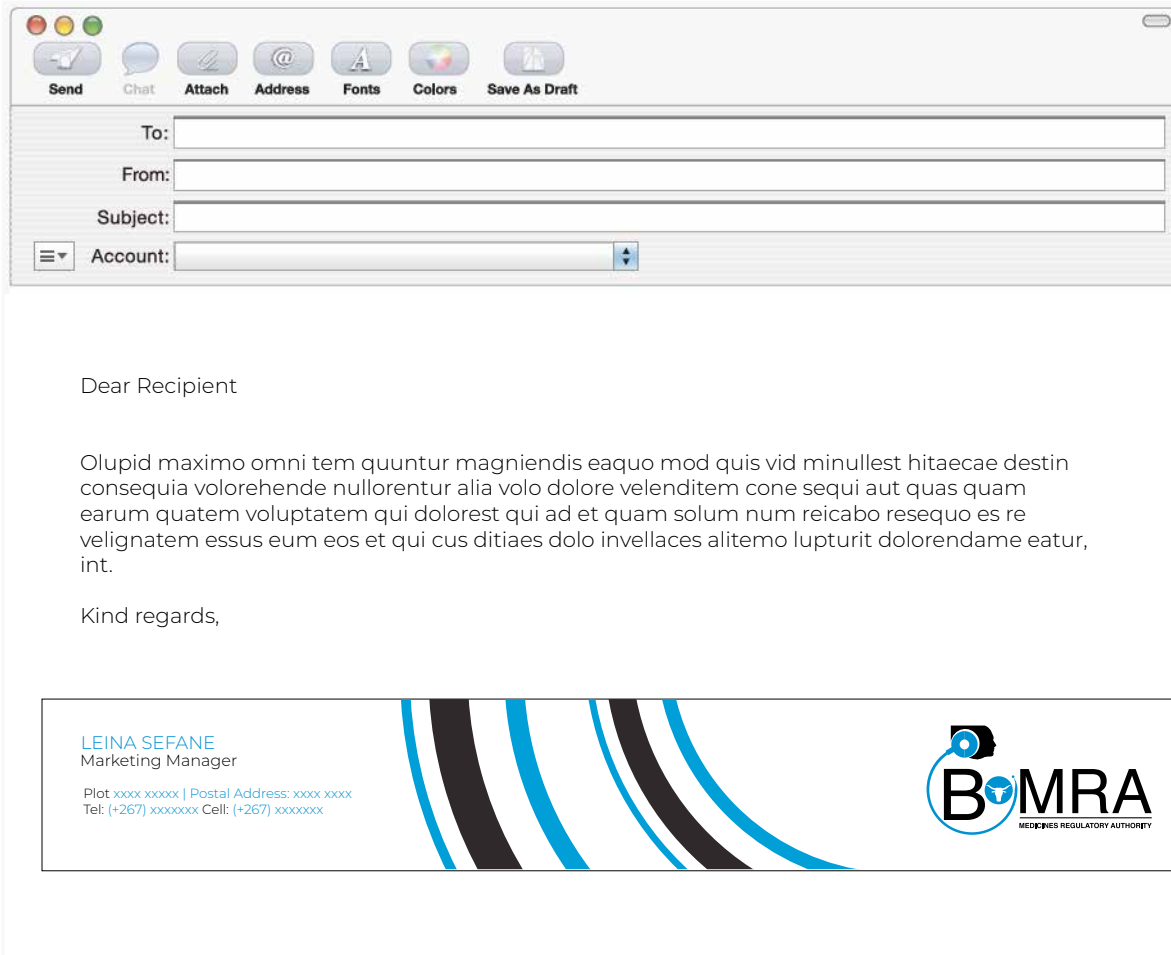 Send Chat Attach Address Fonts Colors Save As Draft
To:
From:
Subject:
Account:
Dear Recipient
Olupid maximo omni tem quuntur magniendis eaquo mod quis vid minullest hitaecae destin
consequia volorehende nullorentur alia volo dolore velenditem cone sequi aut quas quam
earum quatem voluptatem qui dolorest qui ad et quam solum num reicabo resequo es re
velignatem essus eum eos et qui cus ditiaes dolo invellaces alitemo lupturit dolorendame eatur,
int.
Kind regards,
LEINA SEFANE
Marketing Manager
Plot xxxx xxxxx | Postal Address: xxxx xxxx
Tel: (+267) xxxxxxx Cell: (+267) xxxxxxx
BOMRA
MEDICINES REGULATORY AUTHORITY